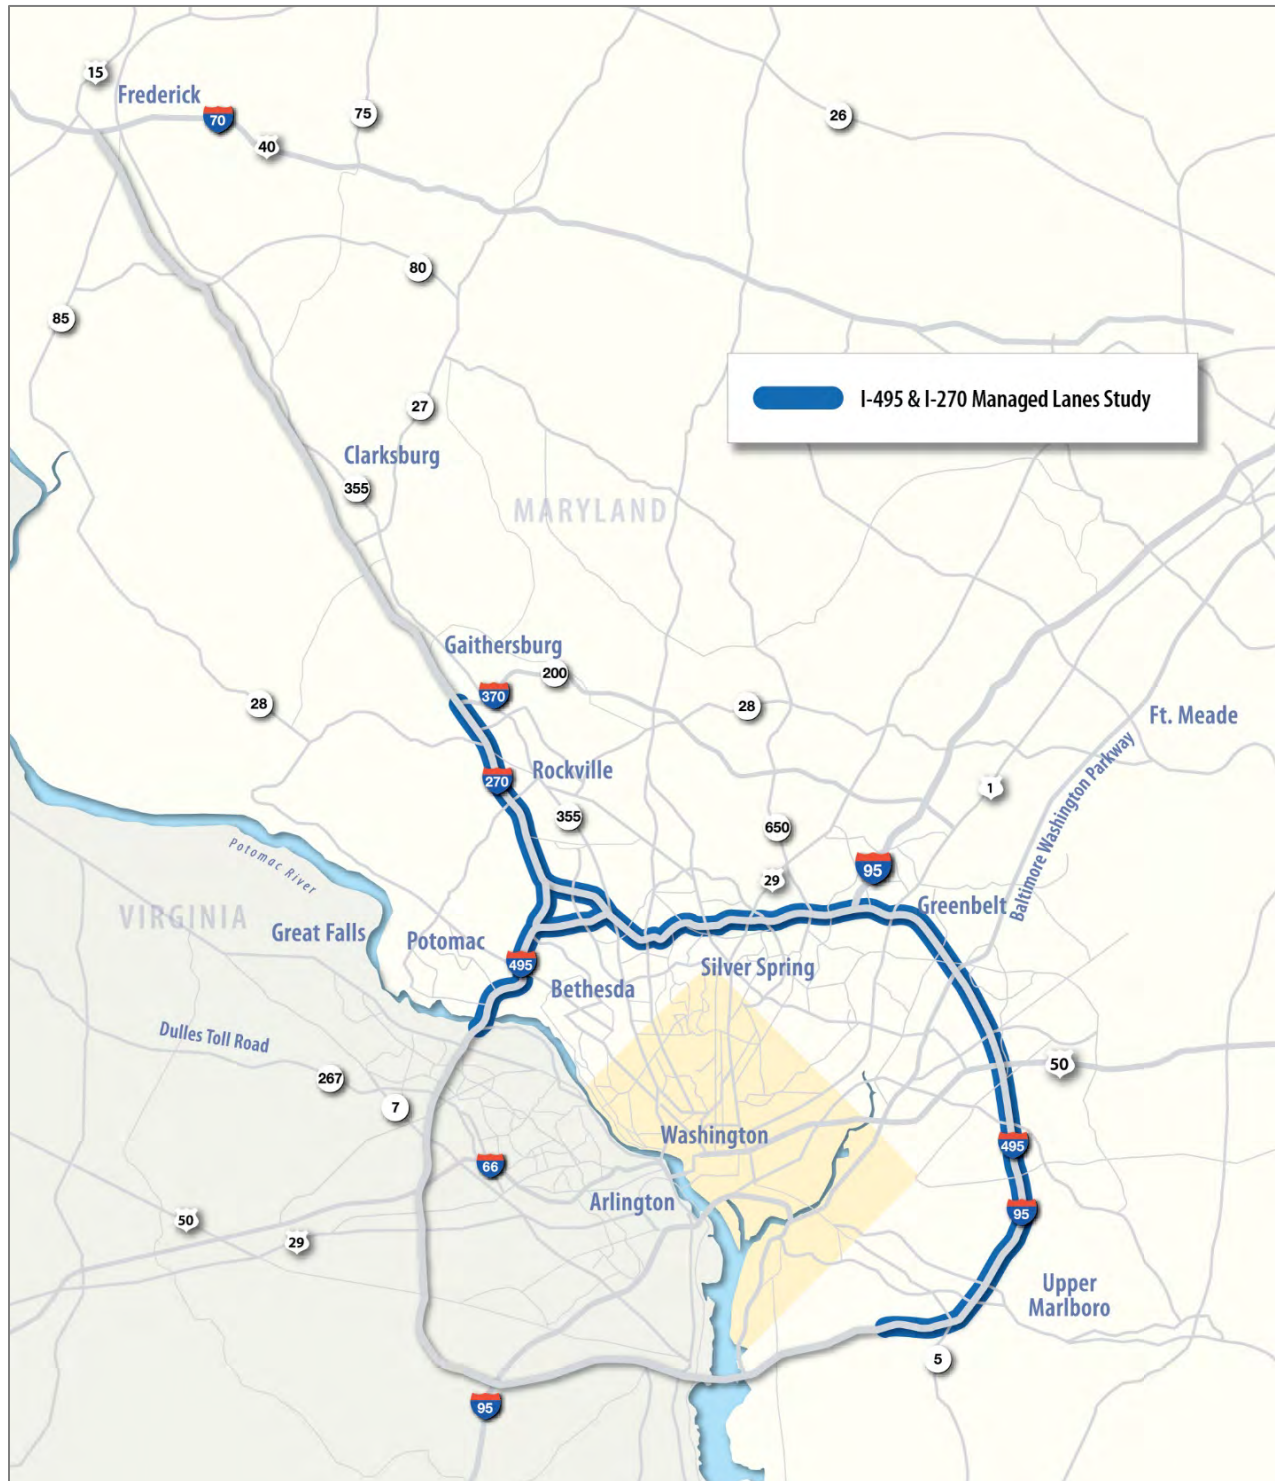 15
Frederick
70
75
26
40
80
85
I-495 & I-270 Managed Lanes Study
27
Clarksburg
355
MARYLAND
Gaithersburg
200
370
28
28
Ft. Meade
Rockville
270
1
355
650
Baltimore Washington Parkway
Potomac River
95
29
VIRGINIA
Greenbelt
Great Falls
Potomac
495
Silver Spring
Bethesda
Dulles Toll Road
50
267
7
Washington
495
66
Arlington
50
95
29
Upper
Marlboro
5
95